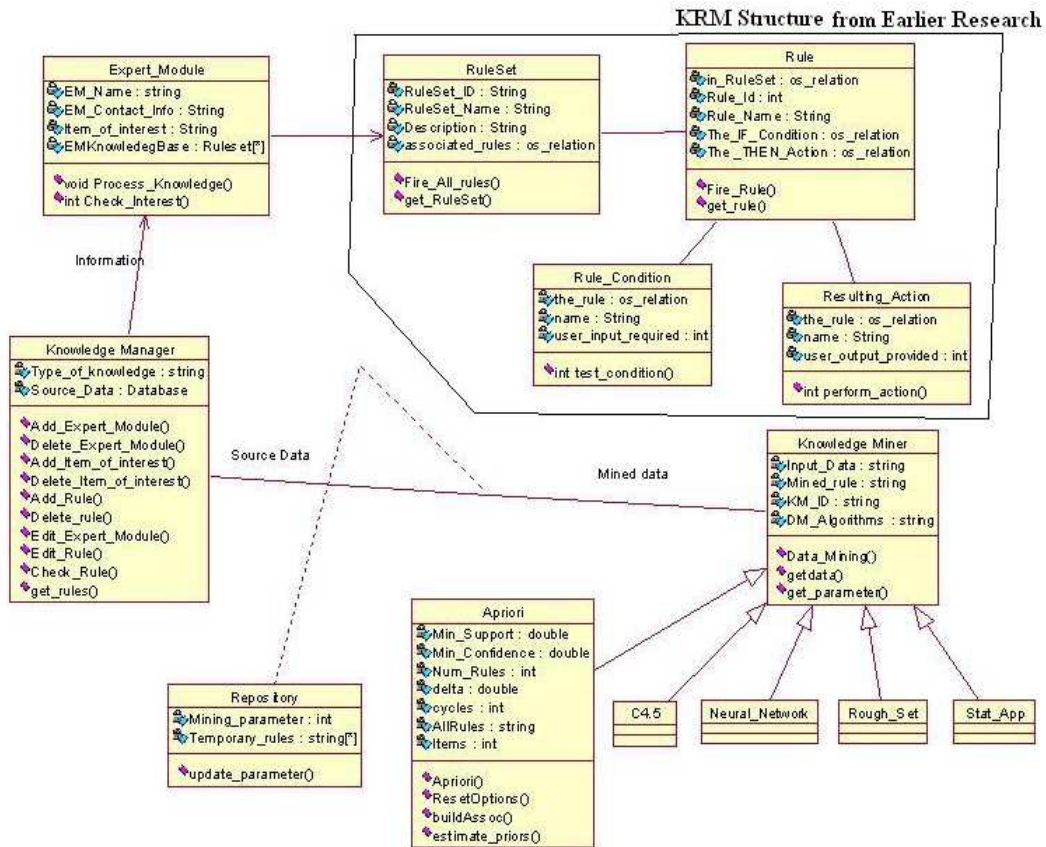 KRM Structure from Earlier Research
Expert_Module
EM_Name : string
EM_Contact_Info : String
Item_of_interest : String
EMKnowledegBase : Ruleset[*]
void Process_Knowledge()
int Check_Interest()
RuleSet
RuleSet_ID : String
RuleSet_Name : String
Description : String
associated_rules : os_relation
Fire_All_rules()
get_RuleSet()
Rule
in_RuleSet : os_relation
Rule_Id : int
Rule_Name : String
The_IF_Condition : os_relation
The _THEN_Action : os_relation
Fire_Rule()
get_rule()
Information
Rule_Condition
the_rule : os_relation
name : String
user_input_required : int
int test_condition()
Resulting_Action
the_rule : os_relation
name : String
user_output_provided : int
int perform_action()
Knowledge Manager
Type_of_knowledge : string
Source_Data : Database
Add_Expert_Module()
Delete_Expert_Module()
Add_Item_of_interest()
Delete_Item_of_interest()
Add_Rule()
Delete_rule()
Edit_Expert_Module()
Edit_Rule()
Check_Rule()
get_rules()
Source Data
Mined data
Knowledge Miner
Input_Data : string
Mined_rule : string
KM_ID : string
DM_Algorithms : string
Data_Mining()
getdata()
get_parameter()
Apriori
Min_Support : double
Min_Confidence : double
Num_Rules : int
delta : double
cycles : int
AllRules : string
Items : int
Apriori()
ResetOptions()
buildAssoc()
estimate_priors()
Repository
Mining_parameter : int
Temporary_rules : string[*]
update_parameter()
C4.5
Neural_Network
Rough_Set
Stat_App